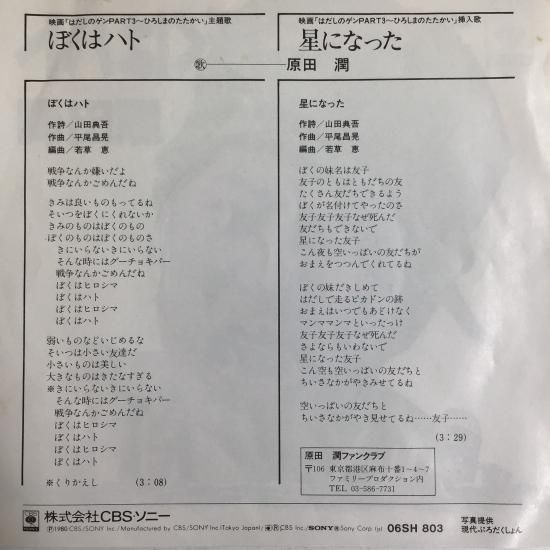 映画「はだしのゲンPART3〜ひろしまのたたかい」主題歌
ぼくはハト
映画「はだしのゲンPART3〜ひろしまのたたかい」挿入歌
星になった
歌 原田 潤
ぼくはハト
作詩/山田典吾
作曲/平尾昌晃
編曲/若草 恵
戦争なんか嫌いだよ
戦争なんかごめんだね
きみは良いものもってるね
そいつをぼくにくれないか
きみのものはぼくのもの
ぼくのものはぼくのものさ
きにいらないきにいらない
そんな時にはグーチョキパー
戦争なんかごめんだね
ぼくはヒロシマ
ぼくはハト
ぼくはヒロシマ
ぼくはハト
弱いものなどいじめるな
そいつは小さい友達だ
小さいものは美しい
大きなものはきたなすぎる
※きにいらないきにいらない
そんな時にはグーチョキパー
戦争なんかごめんだね
ぼくはヒロシマ
ぼくはハト
ぼくはヒロシマ
ぼくはハト
※くりかえし (3:08)
星になった
作詩/山田典吾
作曲/平尾昌晃
編曲/若草 恵
ぼくの妹名は友子
友子のともはともだちの友
たくさん友だちできるよう
ぼくが名付けてやったのさ
友子友子友子なぜ死んだ
友だちもできないで
星になった友子
こん夜も空いっぱいの友だちが
おまえをつつんでくれてるね
ぼくの妹だきしめて
はだしで走るピカドンの跡
おまえはいつでもあどけなく
マンママンマといったっけ
友子友子友子なぜ死んだ
さよならもいわないで
星になった友子
こん空も空いっぱいの友だちと
ちいさなかがやきみせてるね
空いっぱいの友だちと
ちいさなかがやき見せてるね……友子……
(3:29)
原田 潤ファンクラブ
〒106 東京都港区麻布十番1〜4〜7
ファミリープロダクション内
TEL 03-586-7731
株式会社CBS・ソニー
Ⓟ1980 CBS/SONY Inc./Manufactured by CBS/SONY Inc. (Tokyo Japan)/ Ⓡ CBS Inc./SONY Ⓡ Sony Corp. (js)
06SH 803
写真提供
現代ぷろだくしょん